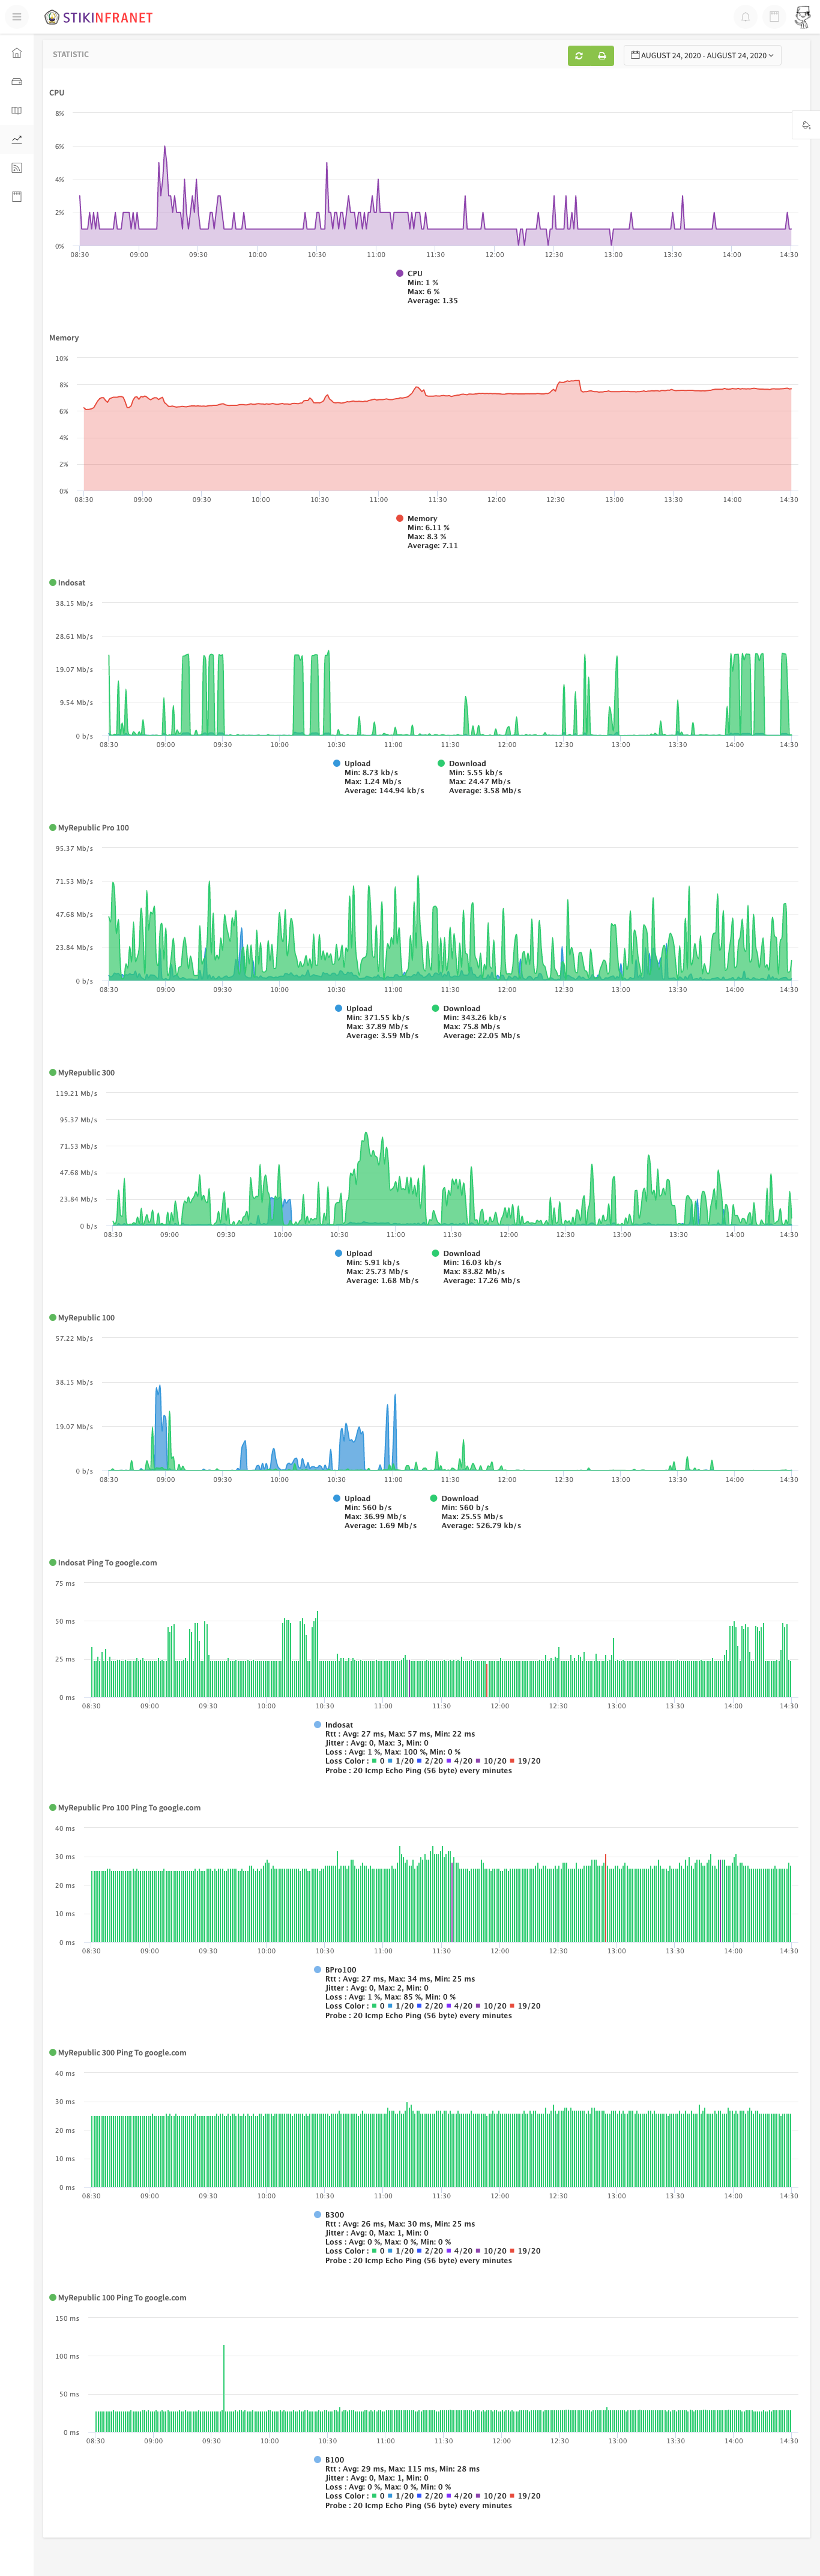 STIKINFRANET
STATISTIC
AUGUST 24, 2020 - AUGUST 24, 2020
CPU
8%
6%
4%
2%
0%
08:30 09:00 09:30 10:00 10:30 11:00 11:30 12:00 12:30 13:00 13:30 14:00 14:30
CPU
Min: 1 %
Max: 6 %
Average: 1.35
Memory
10%
8%
6%
4%
2%
0%
08:30 09:00 09:30 10:00 10:30 11:00 11:30 12:00 12:30 13:00 13:30 14:00 14:30
Memory
Min: 6.11 %
Max: 8.3 %
Average: 7.11
Indosat
38.15 Mb/s
28.61 Mb/s
19.07 Mb/s
9.54 Mb/s
0 b/s
08:30 09:00 09:30 10:00 10:30 11:00 11:30 12:00 12:30 13:00 13:30 14:00 14:30
Upload Download
Min: 8.73 kb/s Min: 5.55 kb/s
Max: 1.24 Mb/s Max: 24.47 Mb/s
Average: 144.94 kb/s Average: 3.58 Mb/s
MyRepublic Pro 100
95.37 Mb/s
71.53 Mb/s
47.68 Mb/s
23.84 Mb/s
0 b/s
08:30 09:00 09:30 10:00 10:30 11:00 11:30 12:00 12:30 13:00 13:30 14:00 14:30
Upload Download
Min: 371.55 kb/s Min: 343.26 kb/s
Max: 37.89 Mb/s Max: 75.8 Mb/s
Average: 3.59 Mb/s Average: 22.05 Mb/s
MyRepublic 300
119.21 Mb/s
95.37 Mb/s
71.53 Mb/s
47.68 Mb/s
23.84 Mb/s
0 b/s
08:30 09:00 09:30 10:00 10:30 11:00 11:30 12:00 12:30 13:00 13:30 14:00 14:30
Upload Download
Min: 5.91 kb/s Min: 16.03 kb/s
Max: 25.73 Mb/s Max: 83.82 Mb/s
Average: 1.68 Mb/s Average: 17.26 Mb/s
MyRepublic 100
57.22 Mb/s
38.15 Mb/s
19.07 Mb/s
0 b/s
08:30 09:00 09:30 10:00 10:30 11:00 11:30 12:00 12:30 13:00 13:30 14:00 14:30
Upload Download
Min: 560 b/s Min: 560 b/s
Max: 36.99 Mb/s Max: 25.55 Mb/s
Average: 1.69 Mb/s Average: 526.79 kb/s
Indosat Ping To google.com
75 ms
50 ms
25 ms
0 ms
08:30 09:00 09:30 10:00 10:30 11:00 11:30 12:00 12:30 13:00 13:30 14:00 14:30
Indosat
Rtt : Avg: 27 ms, Max: 57 ms, Min: 22 ms
Jitter : Avg: 0, Max: 3, Min: 0
Loss : Avg: 1 %, Max: 100 %, Min: 0 %
Loss Color : 0 1/20 2/20 4/20 10/20 19/20
Probe : 20 Icmp Echo Ping (56 byte) every minutes
MyRepublic Pro 100 Ping To google.com
40 ms
30 ms
20 ms
10 ms
0 ms
08:30 09:00 09:30 10:00 10:30 11:00 11:30 12:00 12:30 13:00 13:30 14:00 14:30
BPro100
Rtt : Avg: 27 ms, Max: 34 ms, Min: 25 ms
Jitter : Avg: 0, Max: 2, Min: 0
Loss : Avg: 1 %, Max: 85 %, Min: 0 %
Loss Color : 0 1/20 2/20 4/20 10/20 19/20
Probe : 20 Icmp Echo Ping (56 byte) every minutes
MyRepublic 300 Ping To google.com
40 ms
30 ms
20 ms
10 ms
0 ms
08:30 09:00 09:30 10:00 10:30 11:00 11:30 12:00 12:30 13:00 13:30 14:00 14:30
B300
Rtt : Avg: 26 ms, Max: 30 ms, Min: 25 ms
Jitter : Avg: 0, Max: 1, Min: 0
Loss : Avg: 0 %, Max: 0 %, Min: 0 %
Loss Color : 0 1/20 2/20 4/20 10/20 19/20
Probe : 20 Icmp Echo Ping (56 byte) every minutes
MyRepublic 100 Ping To google.com
150 ms
100 ms
50 ms
0 ms
08:30 09:00 09:30 10:00 10:30 11:00 11:30 12:00 12:30 13:00 13:30 14:00 14:30
B100
Rtt : Avg: 29 ms, Max: 115 ms, Min: 28 ms
Jitter : Avg: 0, Max: 1, Min: 0
Loss : Avg: 0 %, Max: 0 %, Min: 0 %
Loss Color : 0 1/20 2/20 4/20 10/20 19/20
Probe : 20 Icmp Echo Ping (56 byte) every minutes